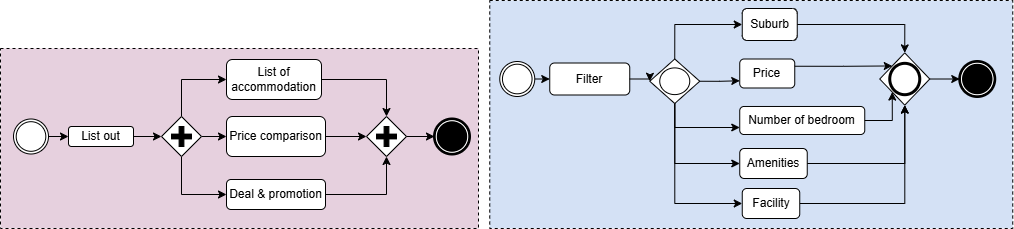 List out
List of
accommodation
Price comparison
Deal & promotion
Filter
Suburb
Price
Number of bedroom
Amenities
Facility